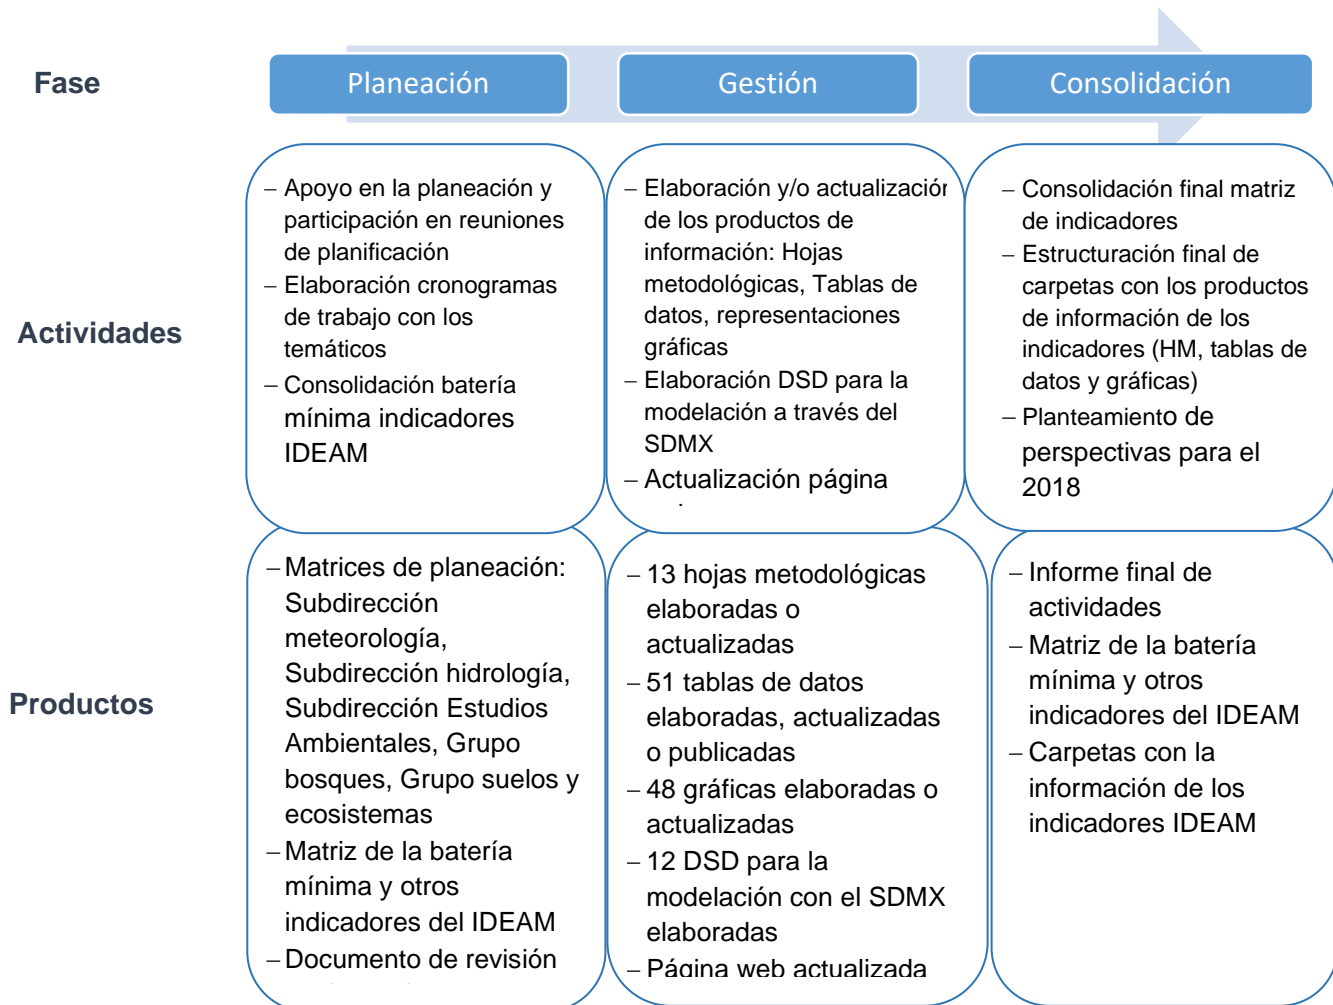 Fase
Planeación
Gestión
Consolidación
Actividades
– Apoyo en la planeación y
participación en reuniones
de planificación
– Elaboración cronogramas
de trabajo con los
temáticos
– Consolidación batería
mínima indicadores
IDEAM
– Elaboración y/o actualización
de los productos de
información: Hojas
metodológicas, Tablas de
datos, representaciones
gráficas
– Elaboración DSD para la
modelación a través del
SDMX
– Actualización página
– Consolidación final matriz
de indicadores
– Estructuración final de
carpetas con los productos
de información de los
indicadores (HM, tablas de
datos y gráficas)
– Planteamiento de
perspectivas para el
2018
Productos
– Matrices de planeación:
Subdirección
meteorología,
Subdirección hidrología,
Subdirección Estudios
Ambientales, Grupo
bosques, Grupo suelos y
ecosistemas
– Matriz de la batería
mínima y otros
indicadores del IDEAM
– Documento de revisión
– 13 hojas metodológicas
elaboradas o
actualizadas
– 51 tablas de datos
elaboradas, actualizadas
o publicadas
– 48 gráficas elaboradas o
actualizadas
– 12 DSD para la
modelación con el SDMX
elaboradas
– Página web actualizada
– Informe final de
actividades
– Matriz de la batería
mínima y otros
indicadores del IDEAM
– Carpetas con la
información de los
indicadores IDEAM